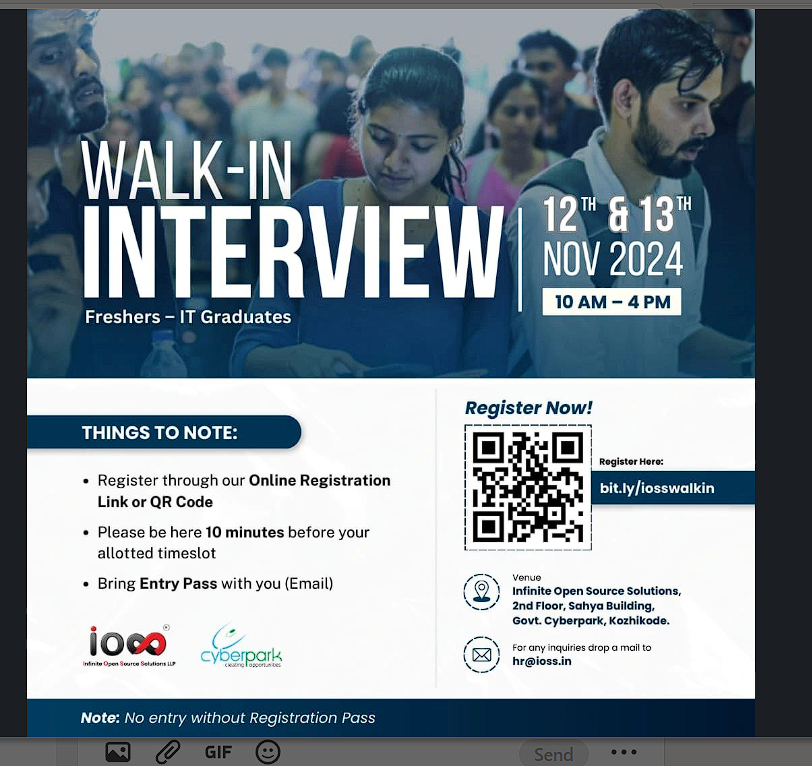 WALK-IN
INTERVIEW
Freshers – IT Graduates
12TH & 13TH
NOV 2024
10 AM – 4 PM
THINGS TO NOTE:
• Register through our Online Registration
Link or QR Code
• Please be here 10 minutes before your
allotted timeslot
• Bring Entry Pass with you (Email)
ioss
Infinite Open Source Solutions LLP
cyberpark
creating opportunities
Register Now!
Register Here:
bit.ly/iosswalkin
Venue
Infinite Open Source Solutions,
2nd Floor, Sahya Building,
Govt. Cyberpark, Kozhikode.
For any inquiries drop a mail to
hr@ioss.in
Note: No entry without Registration Pass
GIF
Send